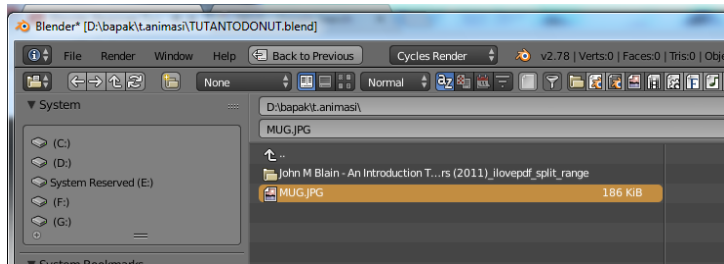 Blender* [D:\bapak\t.animasi\TUTANTODONUT.blend]
File Render Window Help Back to Previous Cycles Render v2.78 | Verts:0 | Faces:0 | Tris:0 | Obje
None Normal
System
D:\bapak\t.animasi\
MUG.JPG
(C:)
(D:)
System Reserved (E:)
(F:)
(G:)
..
John M Blain - An Introduction T...rs (2011)_ilovepdf_split_range
MUG.JPG 186 KiB
System Bookmarks